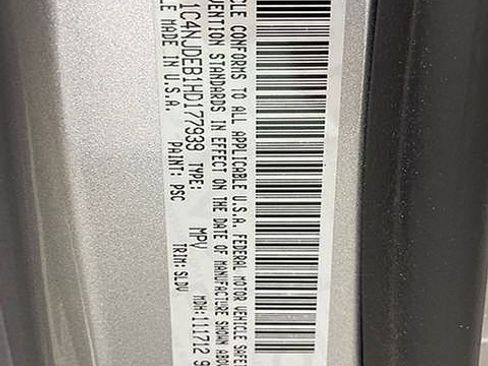 CLE CONFORMS TO ALL APPLICABLE U.S.A. FEDERAL MOTOR VEHICLE SAFE
VENTION STANDARDS IN EFFECT ON THE DATE OF MANUFACTURE SHOWN ABOV
1C4NJDEB1HD177939 TYPE: MPV MDH: 111712 9
LE MADE IN U.S.A. PAINT: PSC TRIM: SLDV